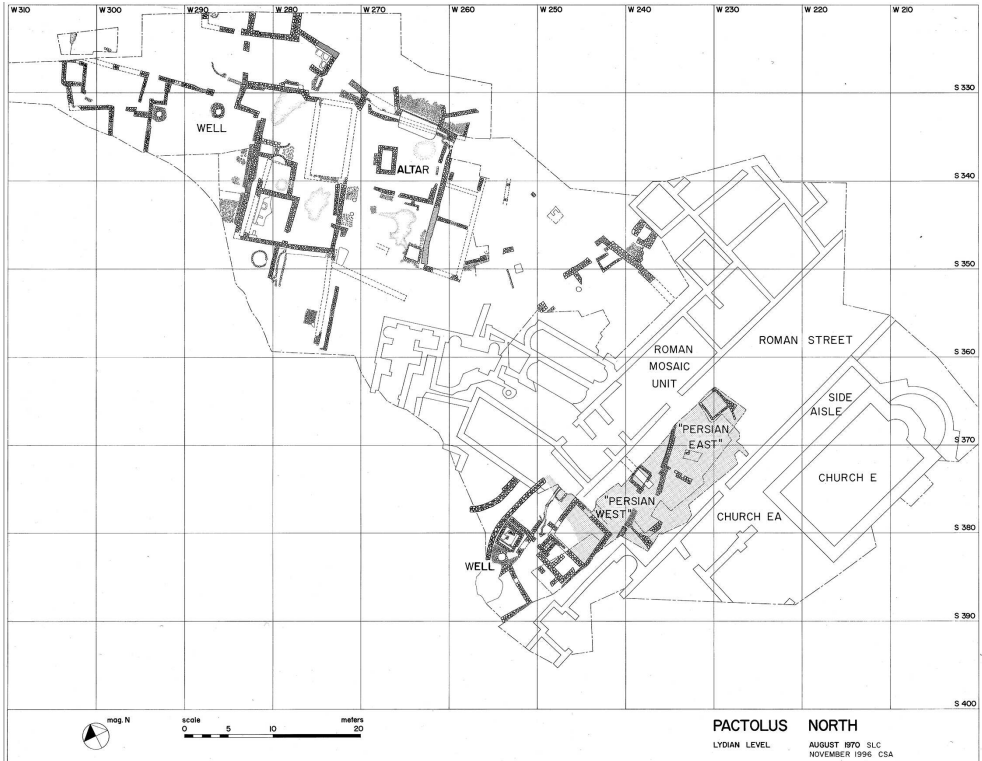 W 310 W 300 W 290 W 280 W 270 W 260 W 250 W 240 W 230 W 220 W 210
S 330
WELL
ALTAR
S 340
S 350
ROMAN STREET
ROMAN
MOSAIC
UNIT
S 360
SIDE
AISLE
"PERSIAN
EAST"
S 370
CHURCH E
"PERSIAN
WEST"
CHURCH EA
S 380
WELL
S 390
S 400
mag. N
scale meters
0 5 10 20
PACTOLUS NORTH
LYDIAN LEVEL AUGUST 1970 SLC
NOVEMBER 1996 CSA